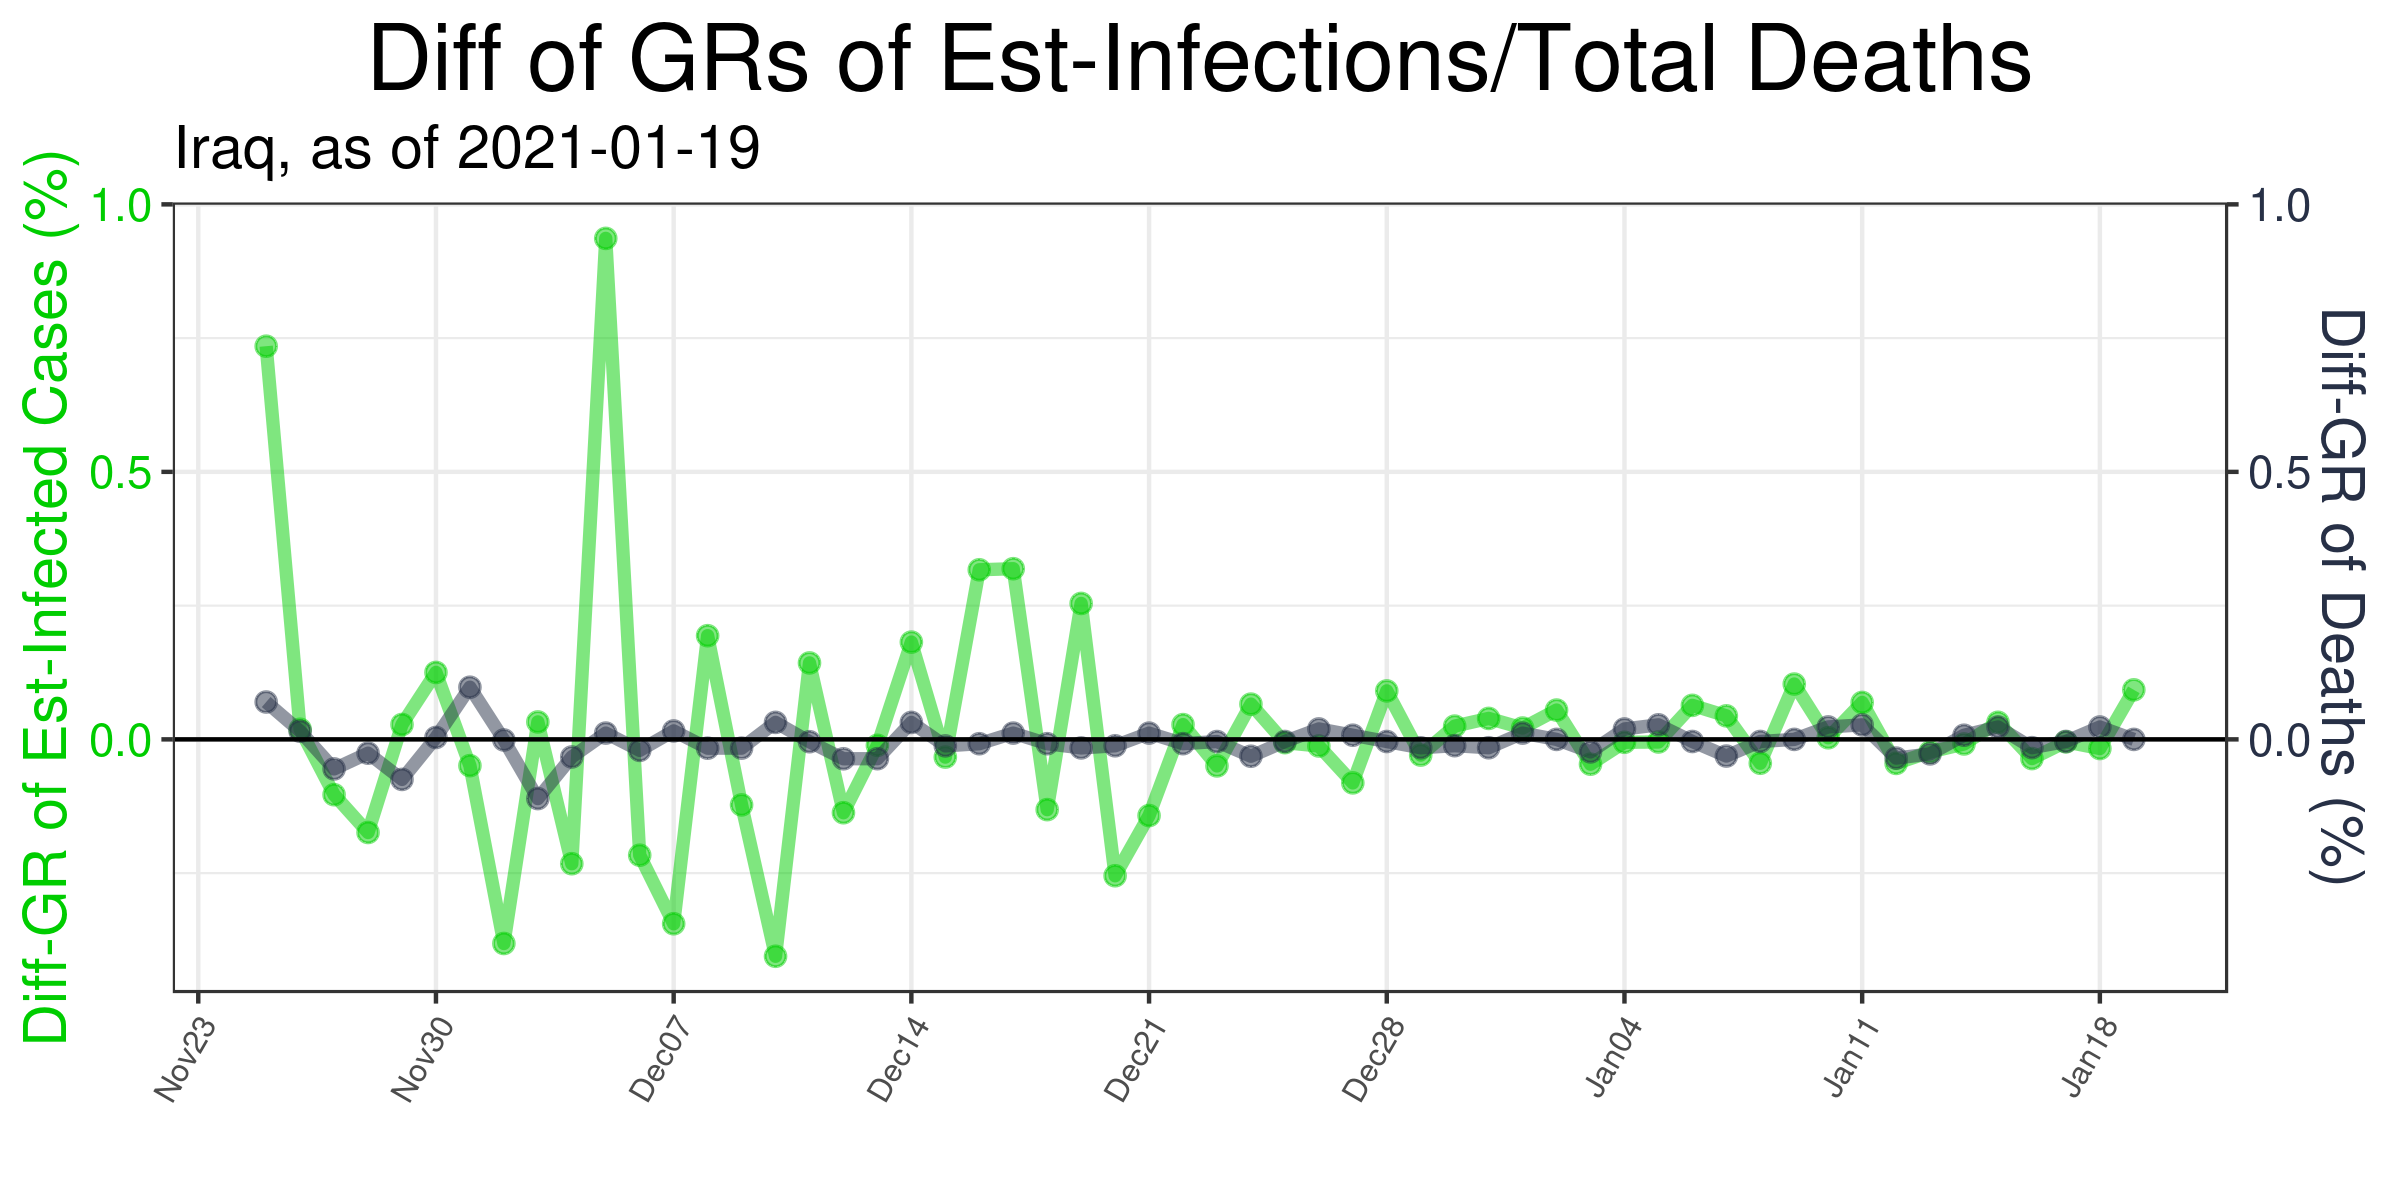 Diff of GRs of Est-Infections/Total Deaths
Iraq, as of 2021-01-19
Diff-GR of Est-Infected Cases (%)
1.0
0.5
0.0
1.0
0.5
0.0
Diff-GR of Deaths (%)
Nov23
Nov30
Dec07
Dec14
Dec21
Dec28
Jan04
Jan11
Jan18